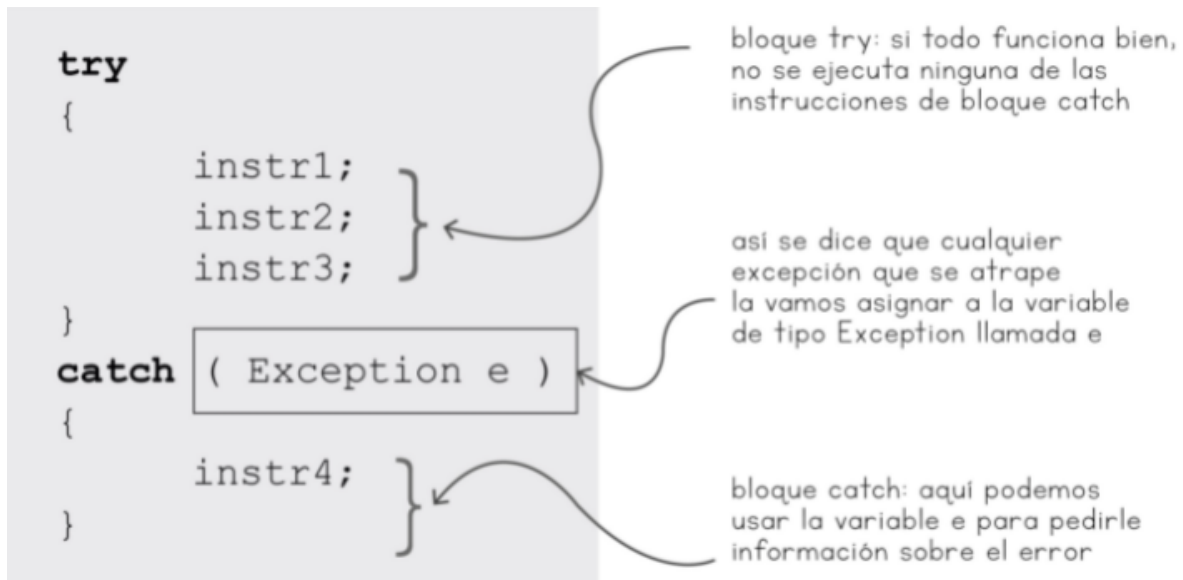 try
{
instr1;
instr2;
instr3;
}
catch ( Exception e )
{
instr4;
}
bloque try: si todo funciona bien,
no se ejecuta ninguna de las
instrucciones de bloque catch
así se dice que cualquier
excepción que se atrape
la vamos asignar a la variable
de tipo Exception llamada e
bloque catch: aquí podemos
usar la variable e para pedirle
información sobre el error